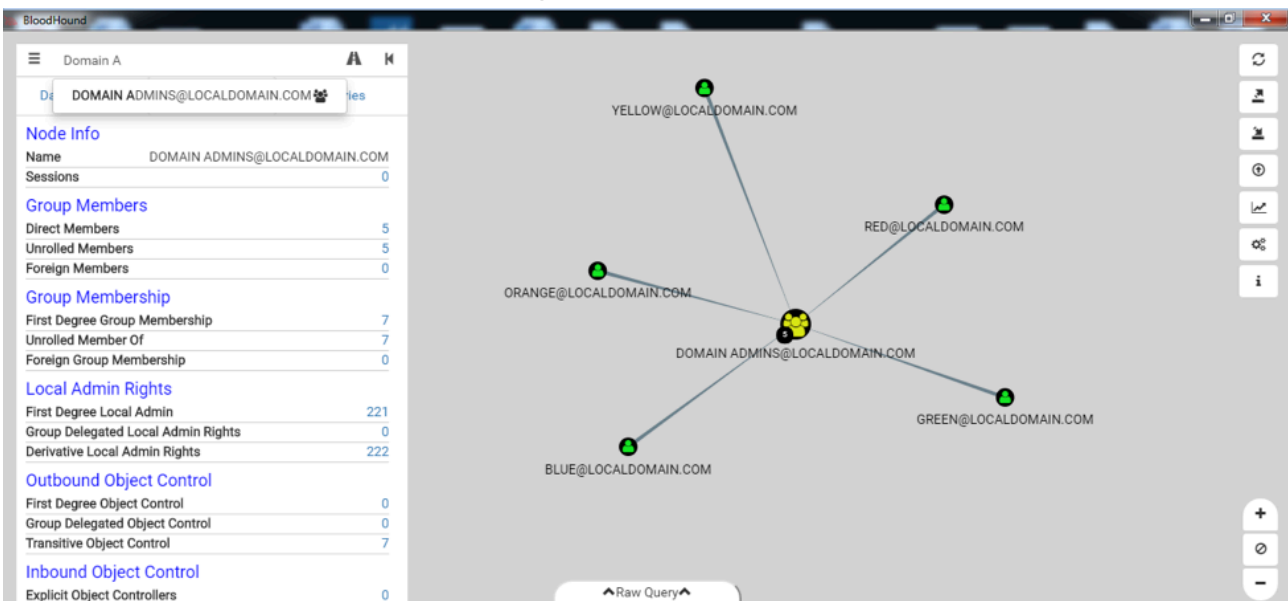 BloodHound
Domain A
DOMAIN ADMINS@LOCALDOMAIN.COM
Node Info
Name DOMAIN ADMINS@LOCALDOMAIN.COM
Sessions 0
Group Members
Direct Members 5
Unrolled Members 5
Foreign Members 0
Group Membership
First Degree Group Membership 7
Unrolled Member Of 7
Foreign Group Membership 0
Local Admin Rights
First Degree Local Admin 221
Group Delegated Local Admin Rights 0
Derivative Local Admin Rights 222
Outbound Object Control
First Degree Object Control 0
Group Delegated Object Control 0
Transitive Object Control 7
Inbound Object Control
Explicit Object Controllers 0
YELLOW@LOCALDOMAIN.COM
RED@LOCALDOMAIN.COM
ORANGE@LOCALDOMAIN.COM
5
DOMAIN ADMINS@LOCALDOMAIN.COM
GREEN@LOCALDOMAIN.COM
BLUE@LOCALDOMAIN.COM
Raw Query